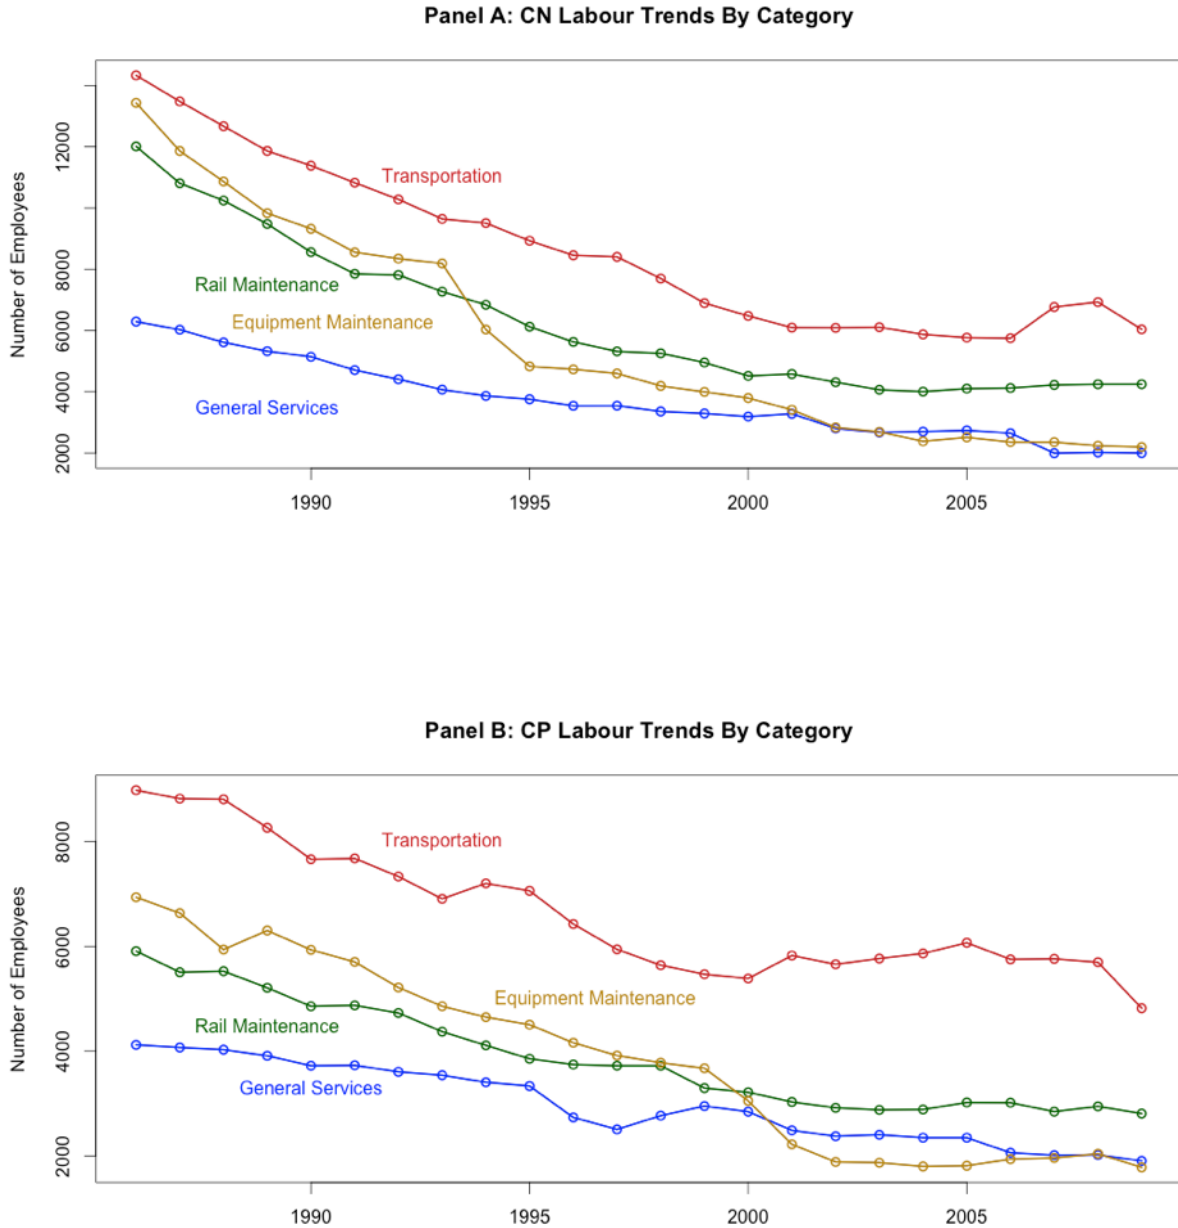 Panel A: CN Labour Trends By Category
Number of Employees
12000
8000
6000
4000
2000
Transportation
Rail Maintenance
Equipment Maintenance
General Services
1990 1995 2000 2005
Panel B: CP Labour Trends By Category
Number of Employees
8000
6000
4000
2000
Transportation
Equipment Maintenance
Rail Maintenance
General Services
1990 1995 2000 2005